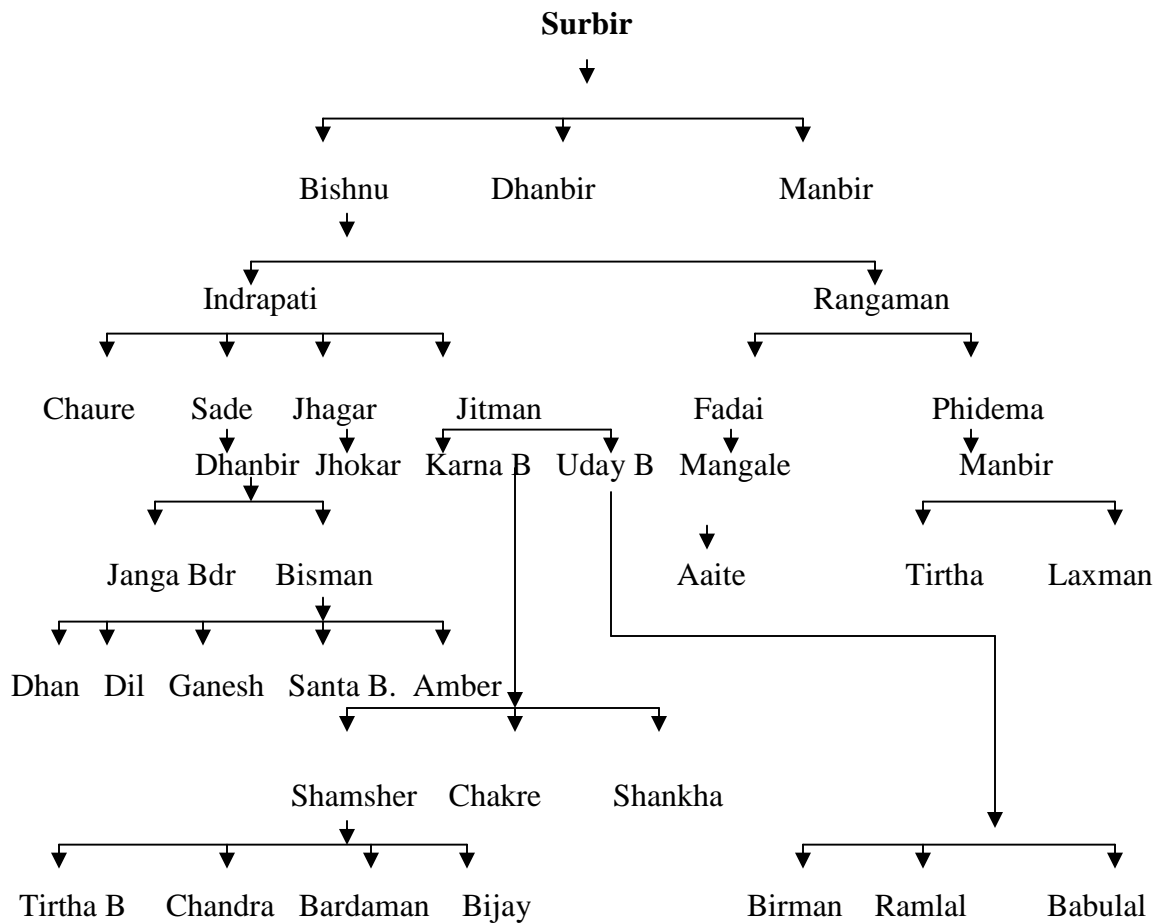 Surbir
Bishnu Dhanbir Manbir
Indrapati Rangaman
Chaure Sade Jhagar Jitman Fadai Phidema
Dhanbir Jhokar Karna B Uday B Mangale Manbir
Janga Bdr Bisman Aaite Tirtha Laxman
Dhan Dil Ganesh Santa B. Amber
Shamsher Chakre Shankha
Tirtha B Chandra Bardaman Bijay Birman Ramlal Babulal